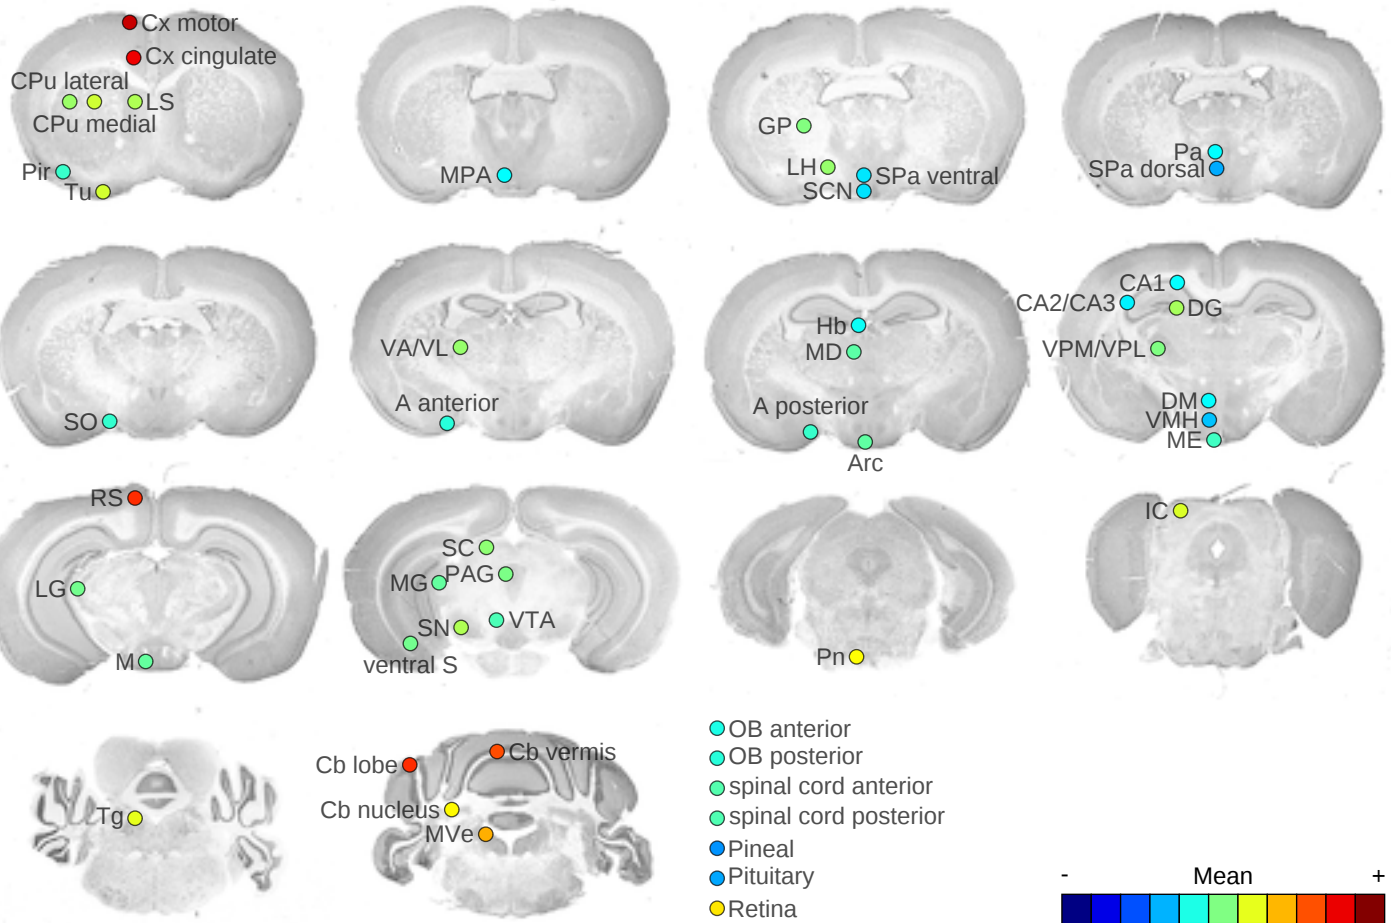 Cx motor
Cx cingulate
CPu lateral
LS
CPu medial
Pir
Tu
MPA
GP
LH
SPa ventral
SCN
Pa
SPa dorsal
SO
VA/VL
A anterior
Hb
MD
A posterior
Arc
CA1
CA2/CA3
DG
VPM/VPL
DM
VMH
ME
RS
LG
M
SC
MG
PAG
SN
VTA
ventral S
Pn
IC
Tg
Cb lobe
Cb vermis
Cb nucleus
MVe
OB anterior
OB posterior
spinal cord anterior
spinal cord posterior
Pineal
Pituitary
Retina
- Mean +